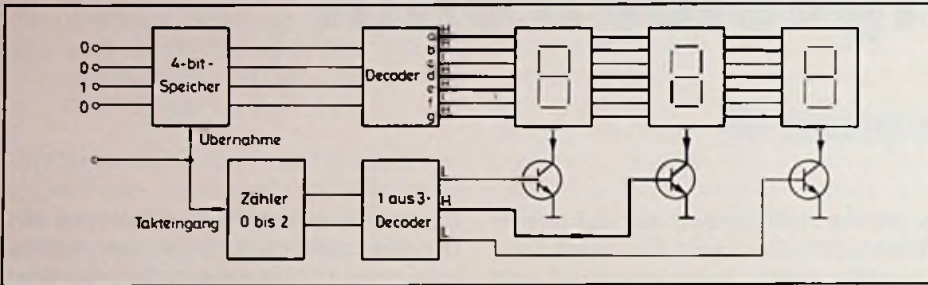 0
0
1
0
4-bit-
Speicher
Decoder
H
a
b
c
d
e
f
g
Übernahme
Takteingang
Zähler
0 bis 2
1 aus 3-
Decoder
L
H
L